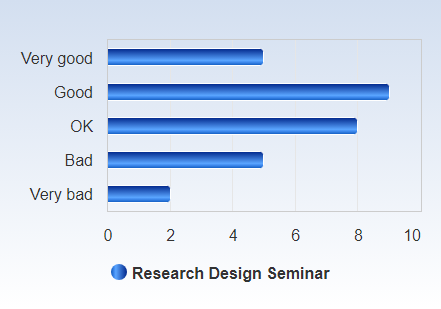 Very good
Good
OK
Bad
Very bad
0 2 4 6 8 10
Research Design Seminar